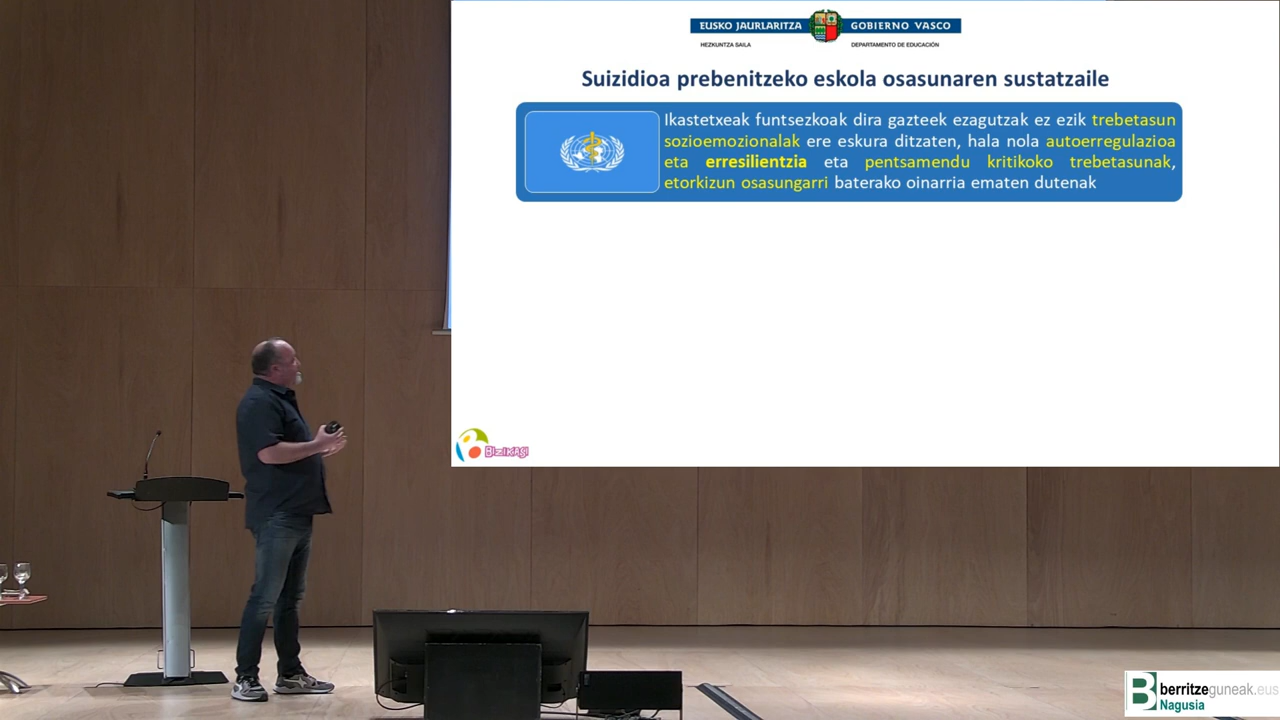 EUSKO JAURLARITZA GOBIERNO VASCO
HEZKUNTZA SAILA DEPARTAMENTO DE EDUCACIÓN
Suizidioa prebenitzeko eskola osasunaren sustatzaile
Ikastetxeak funtsezkoak dira gazteek ezagutzak ez ezik trebetasun
sozioemozionalak ere eskura ditzaten, hala nola autoerregulazioa
eta erresilientzia eta pentsamendu kritikoko trebetasunak,
etorkizun osasungarri baterako oinarria ematen dutenak
BIZIKASI
B berritzeguneak.eus
Nagusia